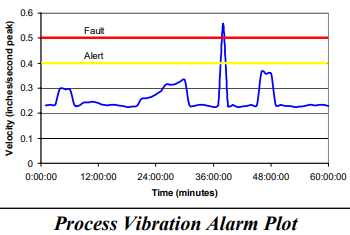 Velocity (inches/second peak)
0.6
0.5
0.4
0.3
0.2
0.1
0
Fault
Alert
0:00:00 12:00:00 24:00:00 36:00:00 48:00:00 60:00:00
Time (minutes)
Process Vibration Alarm Plot